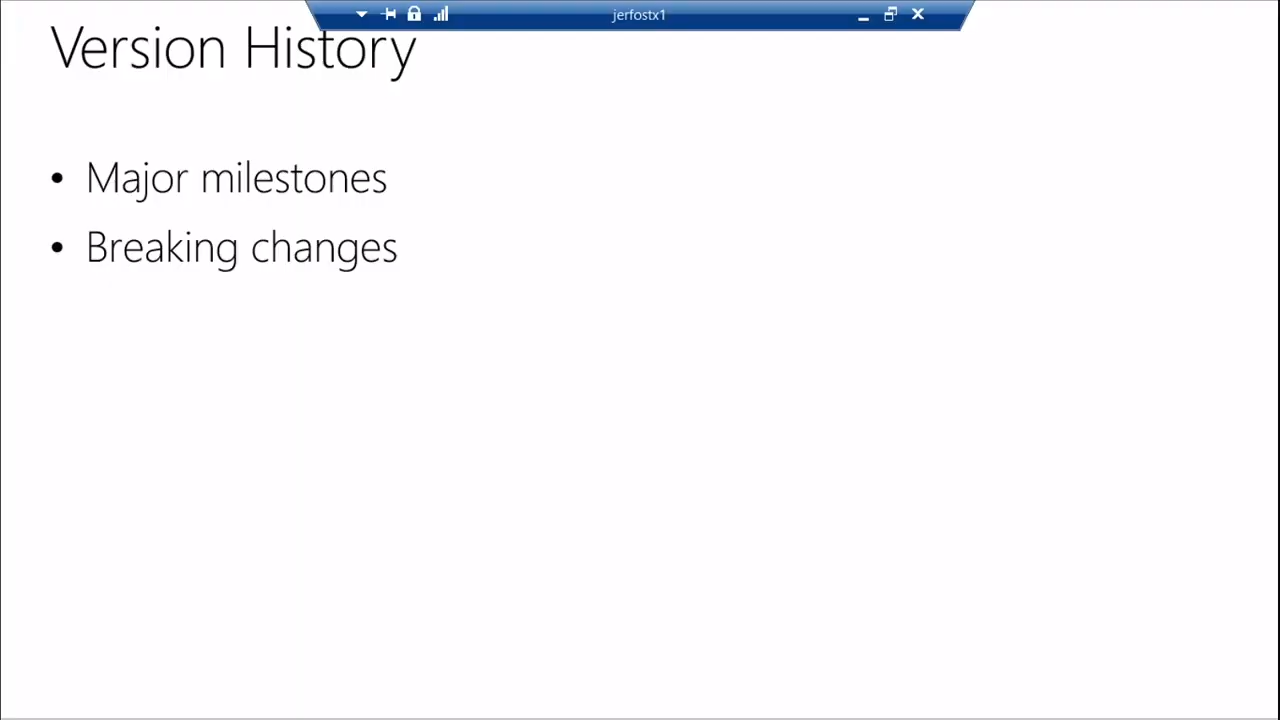 jerfostx1
Version History
• Major milestones
• Breaking changes